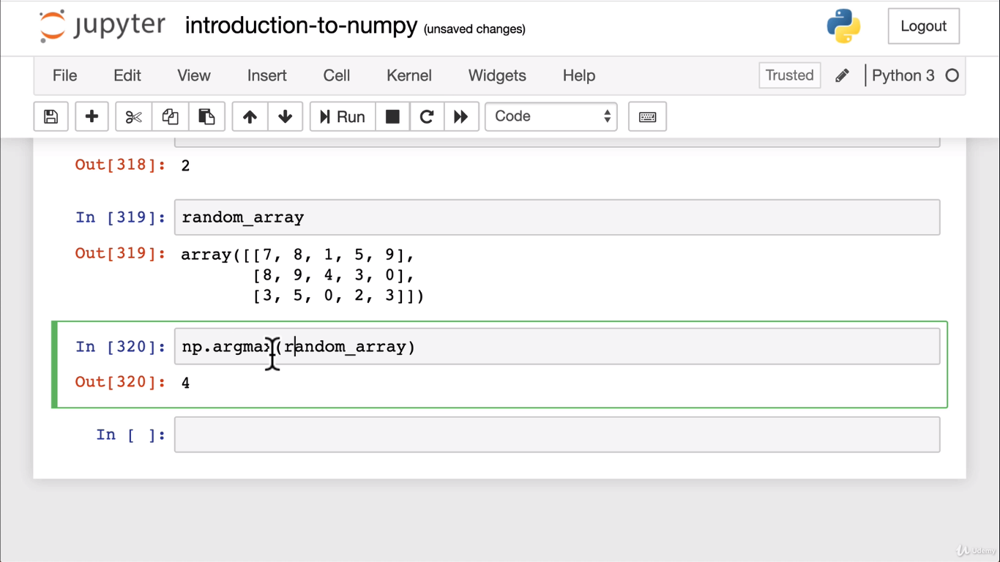 jupyter introduction-to-numpy (unsaved changes) Logout
File Edit View Insert Cell Kernel Widgets Help Trusted Python 3
Run Code
Out[318]: 2
In [319]: random_array
Out[319]: array([[7, 8, 1, 5, 9],
[8, 9, 4, 3, 0],
[3, 5, 0, 2, 3]])
In [320]: np.argmax(random_array)
Out[320]: 4
In [ ]:
Udemy